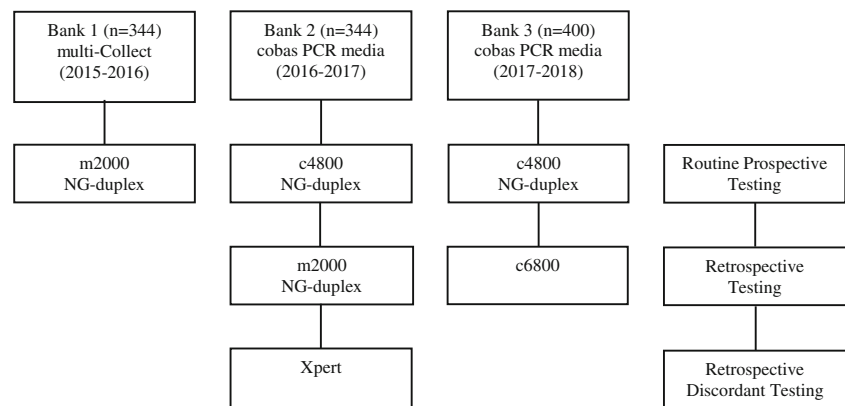 Bank 1 (n=344)
multi-Collect
(2015-2016)
Bank 2 (n=344)
cobas PCR media
(2016-2017)
Bank 3 (n=400)
cobas PCR media
(2017-2018)
m2000
NG-duplex
c4800
NG-duplex
c4800
NG-duplex
Routine Prospective
Testing
m2000
NG-duplex
c6800
Retrospective
Testing
Xpert
Retrospective
Discordant Testing